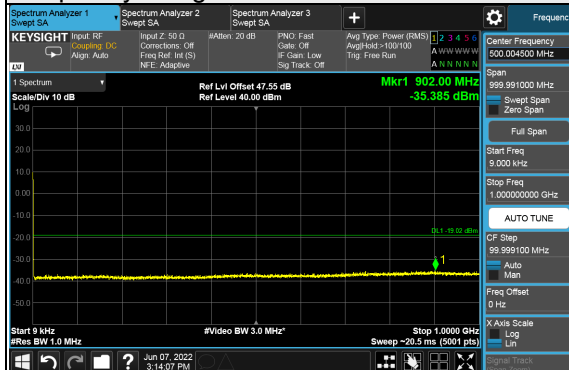 Spectrum Analyzer 1
Swept SA
Spectrum Analyzer 2
Swept SA
Spectrum Analyzer 3
Swept SA
+
Frequenc
KEYSIGHT
Input: RF
Coupling: DC
Align: Auto
Input Z: 50 Ω
Corrections: Off
Freq Ref: Int (S)
NFE: Adaptive
#Atten: 20 dB
PNO: Fast
Gate: Off
IF Gain: Low
Sig Track: Off
Avg Type: Power (RMS)
Avg|Hold:>100/100
Trig: Free Run
1 2 3 4 5 6
A W W W W W
A N N N N N
LXI
1 Spectrum
Scale/Div 10 dB
Log
Ref Lvl Offset 47.55 dB
Ref Level 40.00 dBm
Mkr1 902.00 MHz
-35.385 dBm
30.0
20.0
10.0
0.00
-10.0
-20.0
-30.0
-40.0
-50.0
DL1 -19.02 dBm
1
Start 9 kHz
#Res BW 1.0 MHz
#Video BW 3.0 MHz*
Stop 1.0000 GHz
Sweep ~20.5 ms (5001 pts)
?
Jun 07, 2022
3:14:07 PM
Center Frequency
500.004500 MHz
Span
999.991000 MHz
Swept Span
Zero Span
Full Span
Start Freq
9.000 kHz
Stop Freq
1.000000000 GHz
AUTO TUNE
CF Step
99.999100 MHz
Auto
Man
Freq Offset
0 Hz
X Axis Scale
Log
Lin
Signal Track